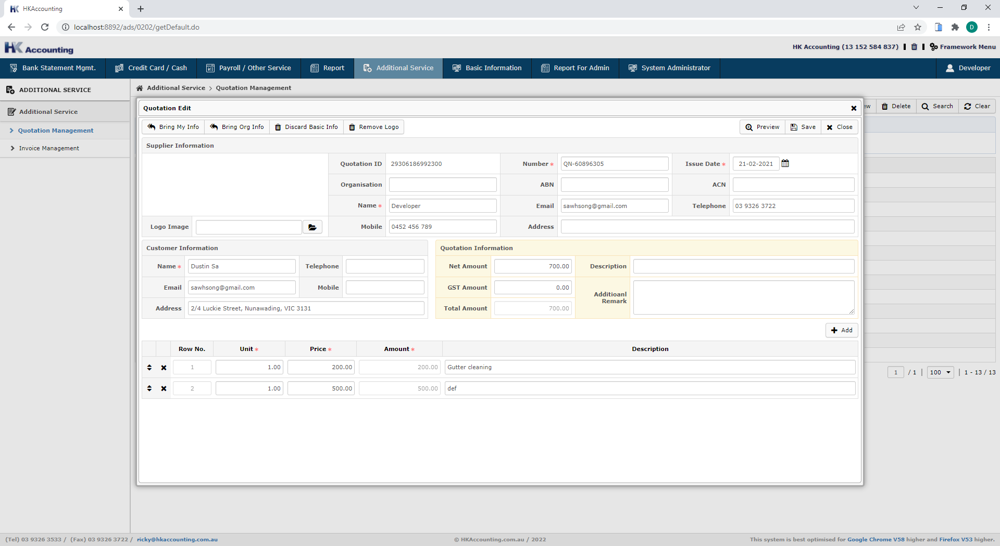 HKAccounting
localhost:8892/ads/0202/getDefault.do
D
HK Accounting
HK Accounting (13 152 584 837)
Framework Menu
Bank Statement Mgmt.
Credit Card / Cash
Payroll / Other Service
Report
Additional Service
Basic Information
Report For Admin
System Administrator
Developer
ADDITIONAL SERVICE
Additional Service
Quotation Management
Invoice Management
Additional Service > Quotation Management
ew
Delete
Search
Clear
Quotation Edit
Bring My Info
Bring Org Info
Discard Basic Info
Remove Logo
Preview
Save
Close
Supplier Information
Quotation ID 29306186992300 Number * QN-60896305 Issue Date * 21-02-2021
Organisation ABN ACN
Name * Developer Email sawhsong@gmail.com Telephone 03 9326 3722
Logo Image Mobile 0452 456 789 Address
Customer Information
Name * Dustin Sa Telephone
Email sawhsong@gmail.com Mobile
Address 2/4 Luckie Street, Nunawading, VIC 3131
Quotation Information
Net Amount 700.00 Description
GST Amount 0.00 Additioanl Remark
Total Amount 700.00
Add
Row No. Unit * Price * Amount * Description
1 1.00 200.00 200.00 Gutter cleaning
2 1.00 500.00 500.00 def
1 / 1 | 100 | 1 - 13 / 13
(Tel) 03 9326 3533 / (Fax) 03 9326 3722 / ricky@hkaccounting.com.au
© HKAccounting.com.au / 2022
This system is best optimised for Google Chrome V58 higher and Firefox V53 higher.